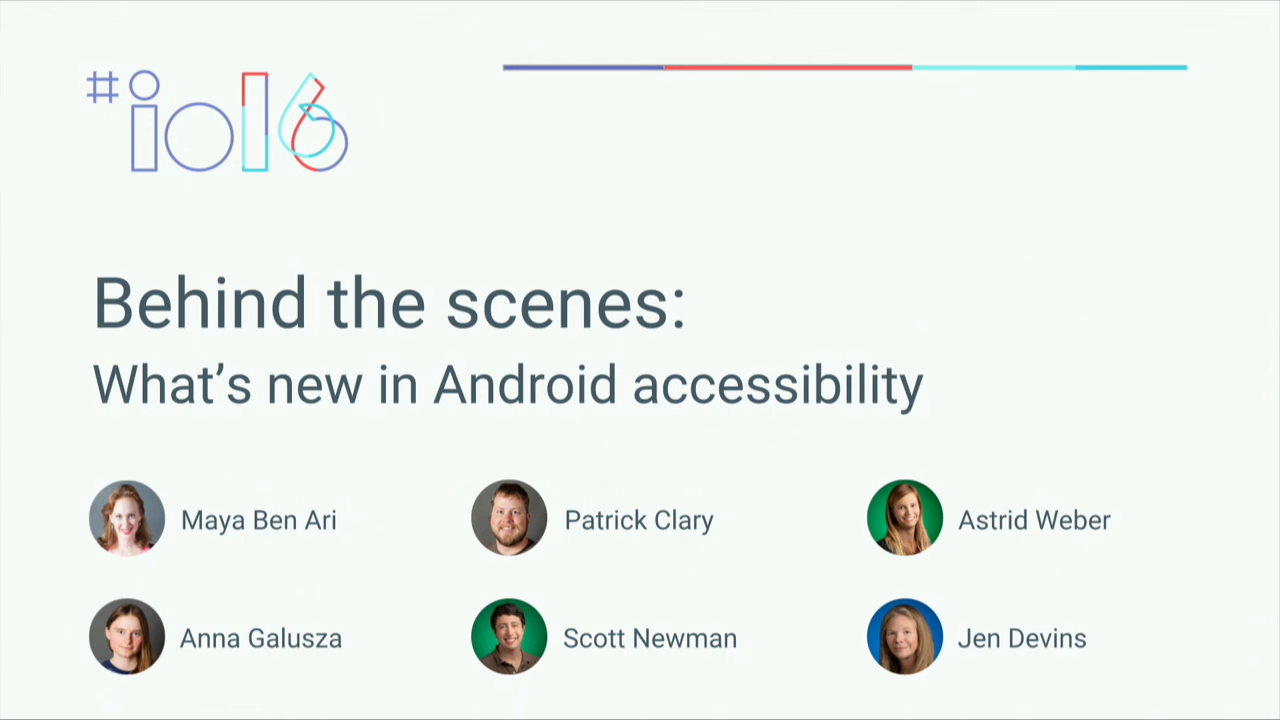 #io16
Behind the scenes:
What's new in Android accessibility
Maya Ben Ari
Patrick Clary
Astrid Weber
Anna Galusza
Scott Newman
Jen Devins